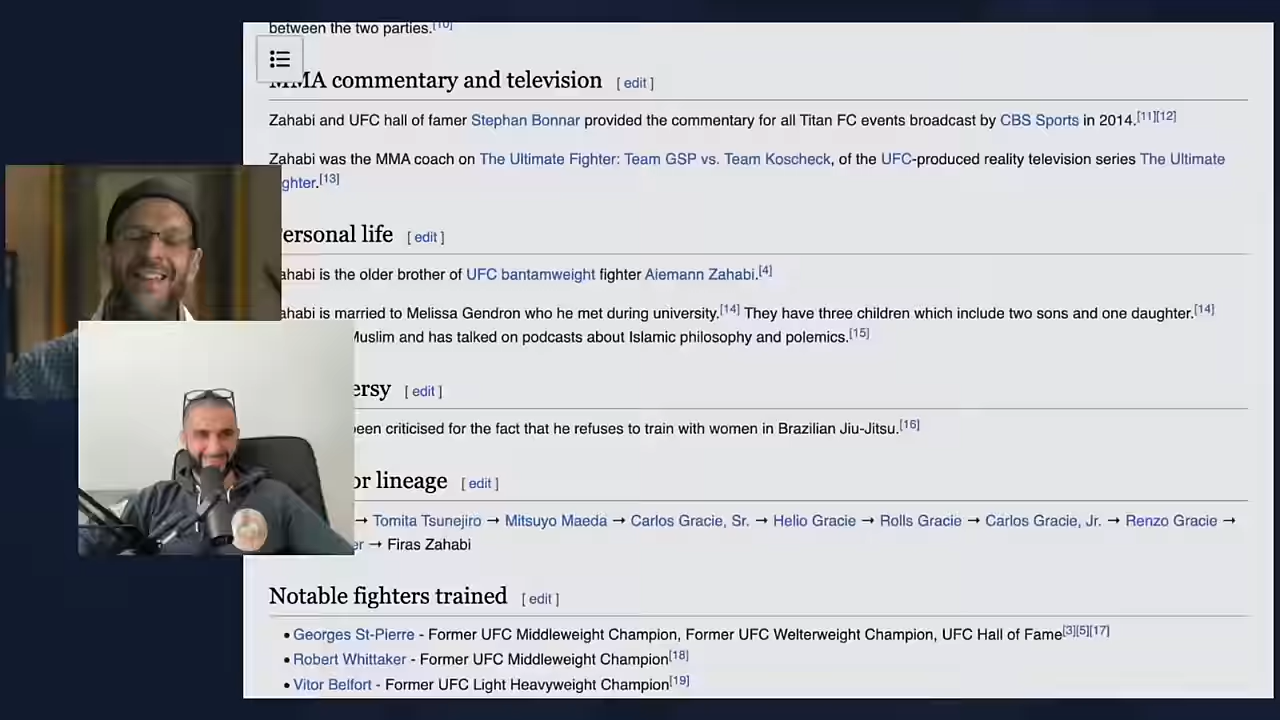 between the two parties.[10]
MMA commentary and television [ edit ]
Zahabi and UFC hall of famer Stephan Bonnar provided the commentary for all Titan FC events broadcast by CBS Sports in 2014.[11][12]
Zahabi was the MMA coach on The Ultimate Fighter: Team GSP vs. Team Koscheck, of the UFC-produced reality television series The Ultimate
ghter.[13]
ersonal life [ edit ]
ahabi is the older brother of UFC bantamweight fighter Aiemann Zahabi.[4]
ahabi is married to Melissa Gendron who he met during university.[14] They have three children which include two sons and one daughter.[14]
Muslim and has talked on podcasts about Islamic philosophy and polemics.[15]
ersy [ edit ]
een criticised for the fact that he refuses to train with women in Brazilian Jiu-Jitsu.[16]
or lineage [ edit ]
→ Tomita Tsunejiro → Mitsuyo Maeda → Carlos Gracie, Sr. → Helio Gracie → Rolls Gracie → Carlos Gracie, Jr. → Renzo Gracie →
er → Firas Zahabi
Notable fighters trained [ edit ]
• Georges St-Pierre - Former UFC Middleweight Champion, Former UFC Welterweight Champion, UFC Hall of Fame[3][5][17]
• Robert Whittaker - Former UFC Middleweight Champion[18]
• Vitor Belfort - Former UFC Light Heavyweight Champion[19]